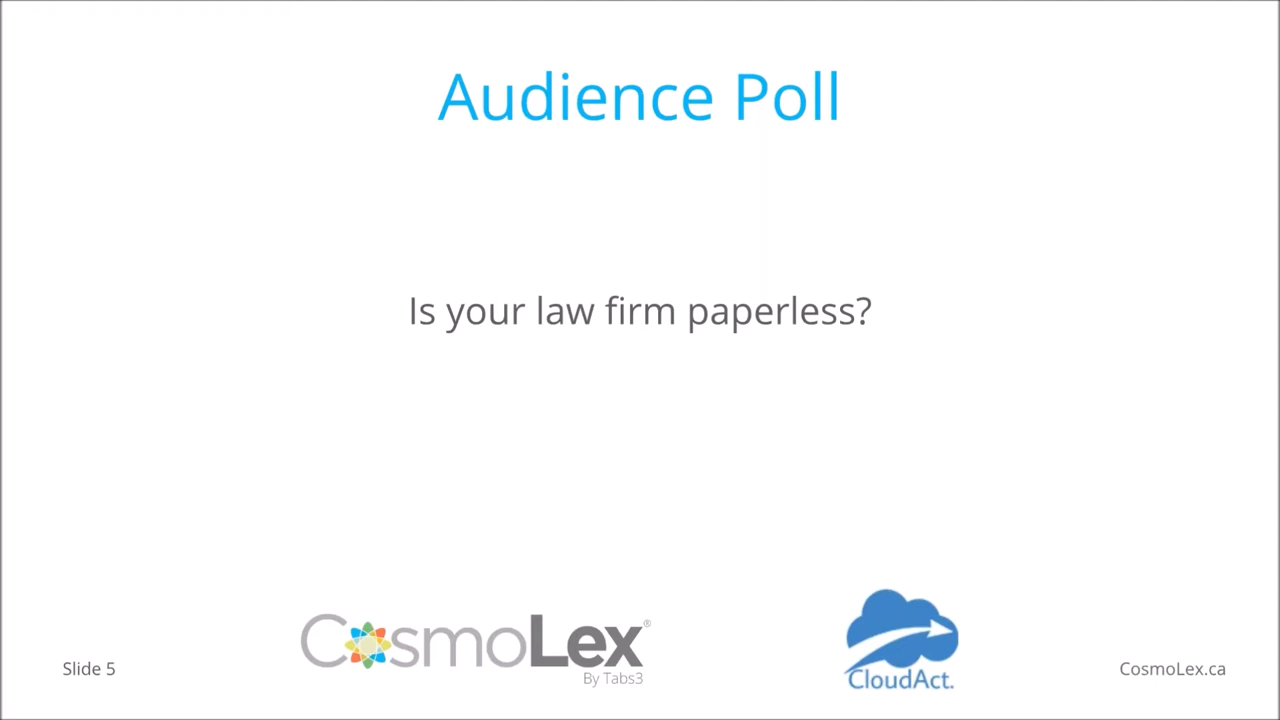 Audience Poll
Is your law firm paperless?
CosmoLex®
By Tabs3
CloudAct.
Slide 5
CosmoLex.ca